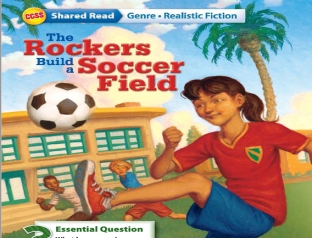 CCSS Shared Read Genre • Realistic Fiction
The
Rockers
Build a Soccer
Field
Essential Question